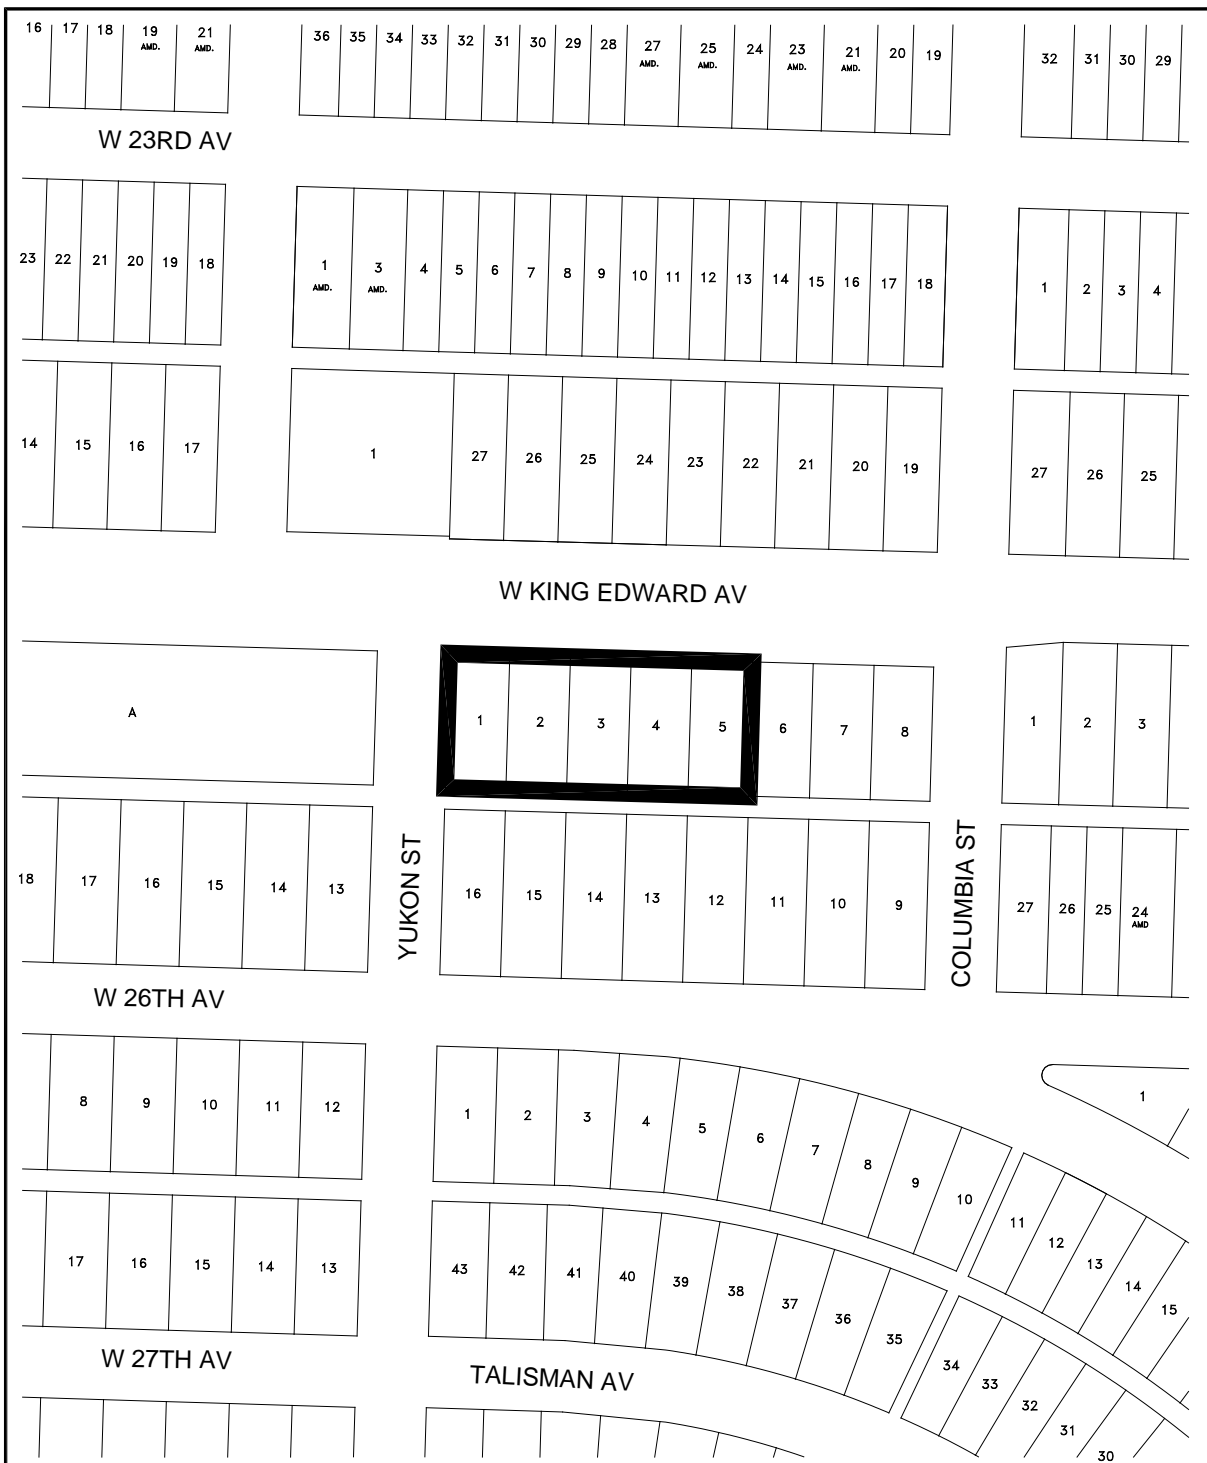 16 17 18 19 21 36 35 34 33 32 31 30 29 28 27 25 24 23 21 20 19 32 31 30 29
AMD. AMD. AMD. AMD. AMD. AMD.
W 23RD AV
23 22 21 20 19 18 1 3 4 5 6 7 8 9 10 11 12 13 14 15 16 17 18 1 2 3 4
AMD. AMD.
14 15 16 17 1 27 26 25 24 23 22 21 20 19 27 26 25
W KING EDWARD AV
A 1 2 3 4 5 6 7 8 1 2 3
YUKON ST
COLUMBIA ST
18 17 16 15 14 13 16 15 14 13 12 11 10 9 27 26 25 24
AMD
W 26TH AV
8 9 10 11 12 1 2 3 4 5 6 7 8 9 10 11 12 13 14 15 1
17 16 15 14 13 43 42 41 40 39 38 37 36 35 34 33 32 31 30
W 27TH AV
TALISMAN AV